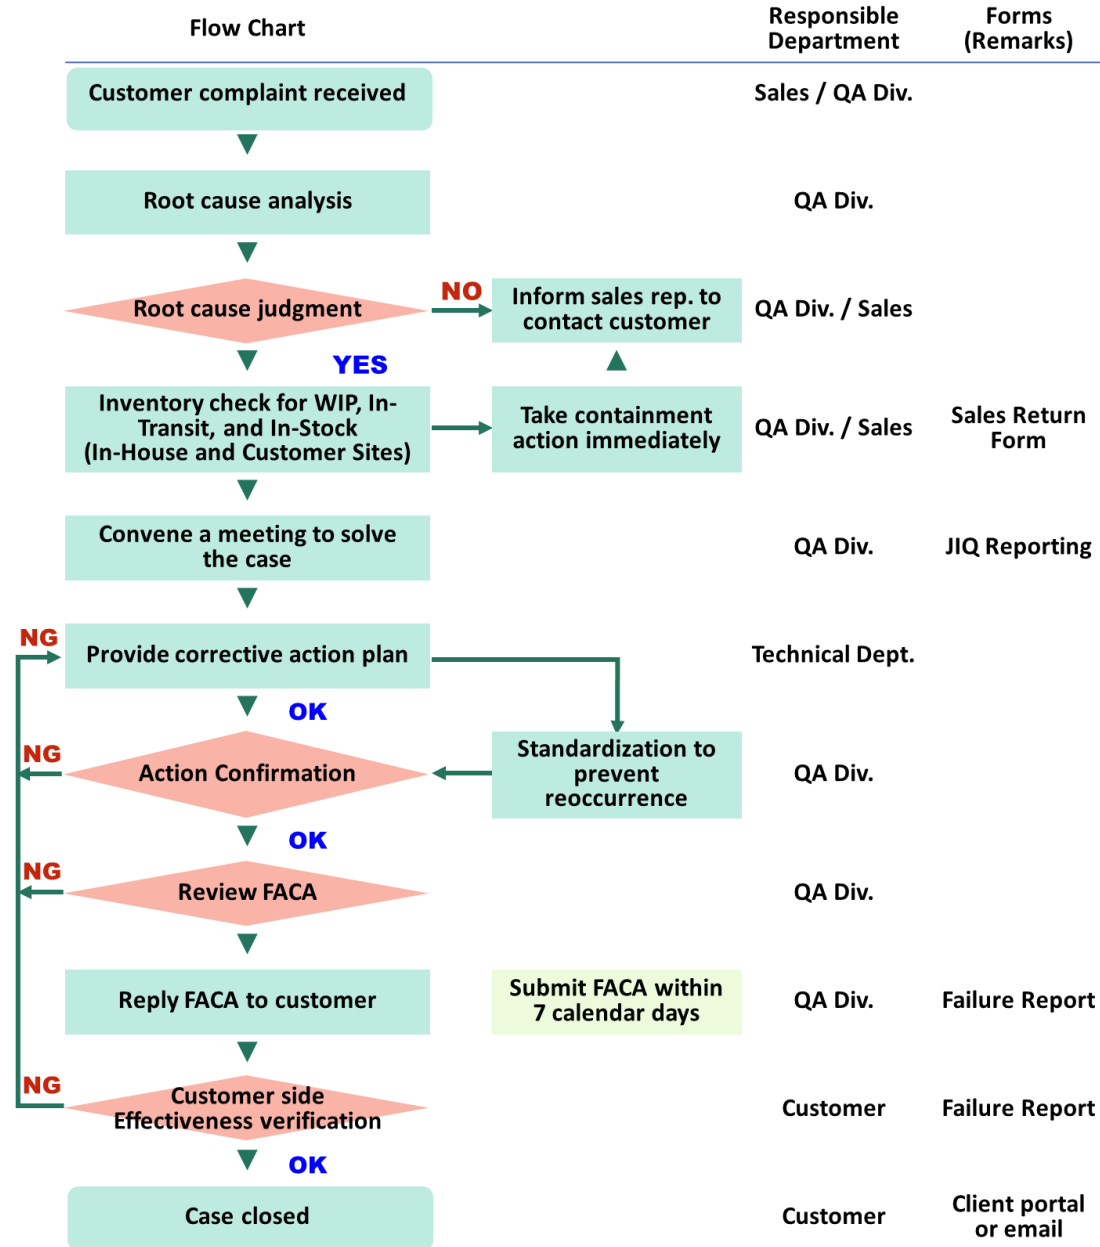 Flow Chart
Responsible
Department
Forms
(Remarks)
Customer complaint received
Sales / QA Div.
Root cause analysis
QA Div.
Root cause judgment
NO
Inform sales rep. to
contact customer
QA Div. / Sales
YES
Inventory check for WIP, In-
Transit, and In-Stock
(In-House and Customer Sites)
Take containment
action immediately
QA Div. / Sales
Sales Return
Form
Convene a meeting to solve
the case
QA Div.
JIQ Reporting
NG
Provide corrective action plan
Technical Dept.
OK
NG
Action Confirmation
Standardization to
prevent
reoccurrence
QA Div.
OK
NG
Review FACA
QA Div.
Reply FACA to customer
Submit FACA within
7 calendar days
QA Div.
Failure Report
NG
Customer side
Effectiveness verification
Customer
Failure Report
OK
Case closed
Customer
Client portal
or email